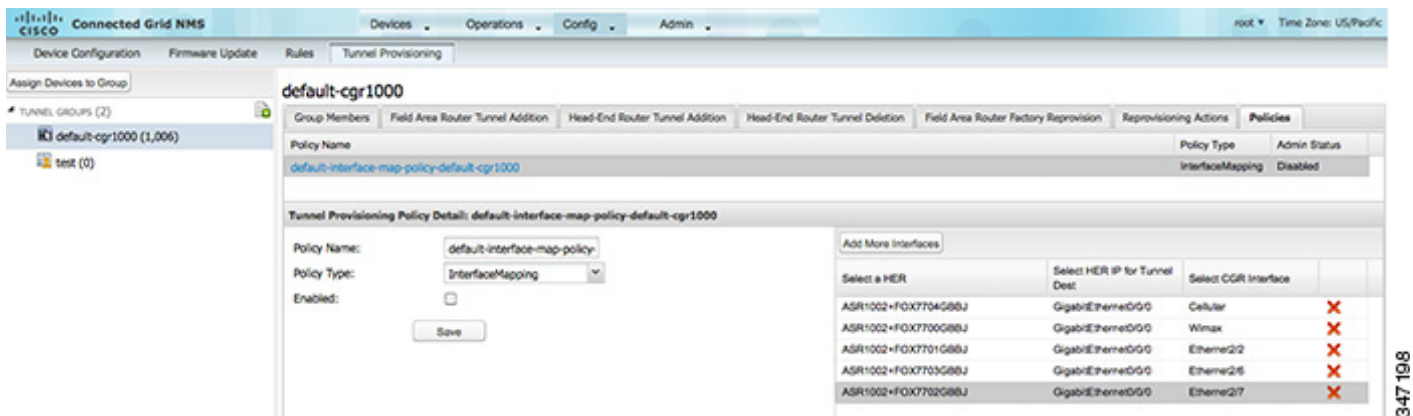 CISCO Connected Grid NMS
Devices Operations Config Admin
root Time Zone: US/Pacific
Device Configuration Firmware Update Rules Tunnel Provisioning
Assign Devices to Group
TUNNEL GROUPS (2)
default-cgr1000 (1,006)
test (0)
default-cgr1000
Group Members Field Area Router Tunnel Addition Head-End Router Tunnel Addition Head-End Router Tunnel Deletion Field Area Router Factory Reprovision Reprovisioning Actions Policies
Policy Name Policy Type Admin Status
default-interface-map-policy-default-cgr1000 InterfaceMapping Disabled
Tunnel Provisioning Policy Detail: default-interface-map-policy-default-cgr1000
Policy Name: default-interface-map-policy-
Policy Type: InterfaceMapping
Enabled:
Save
Add More Interfaces
Select a HER Select HER IP for Tunnel Dest Select CGR Interface
ASR1002+FOX7704GBBJ GigabitEthernet0/0/0 Cellular
ASR1002+FOX7700GBBJ GigabitEthernet0/0/0 Wimax
ASR1002+FOX7701GBBJ GigabitEthernet0/0/0 Ethernet2/2
ASR1002+FOX7703GBBJ GigabitEthernet0/0/0 Ethernet2/6
ASR1002+FOX7702GBBJ GigabitEthernet0/0/0 Ethernet2/7
347198